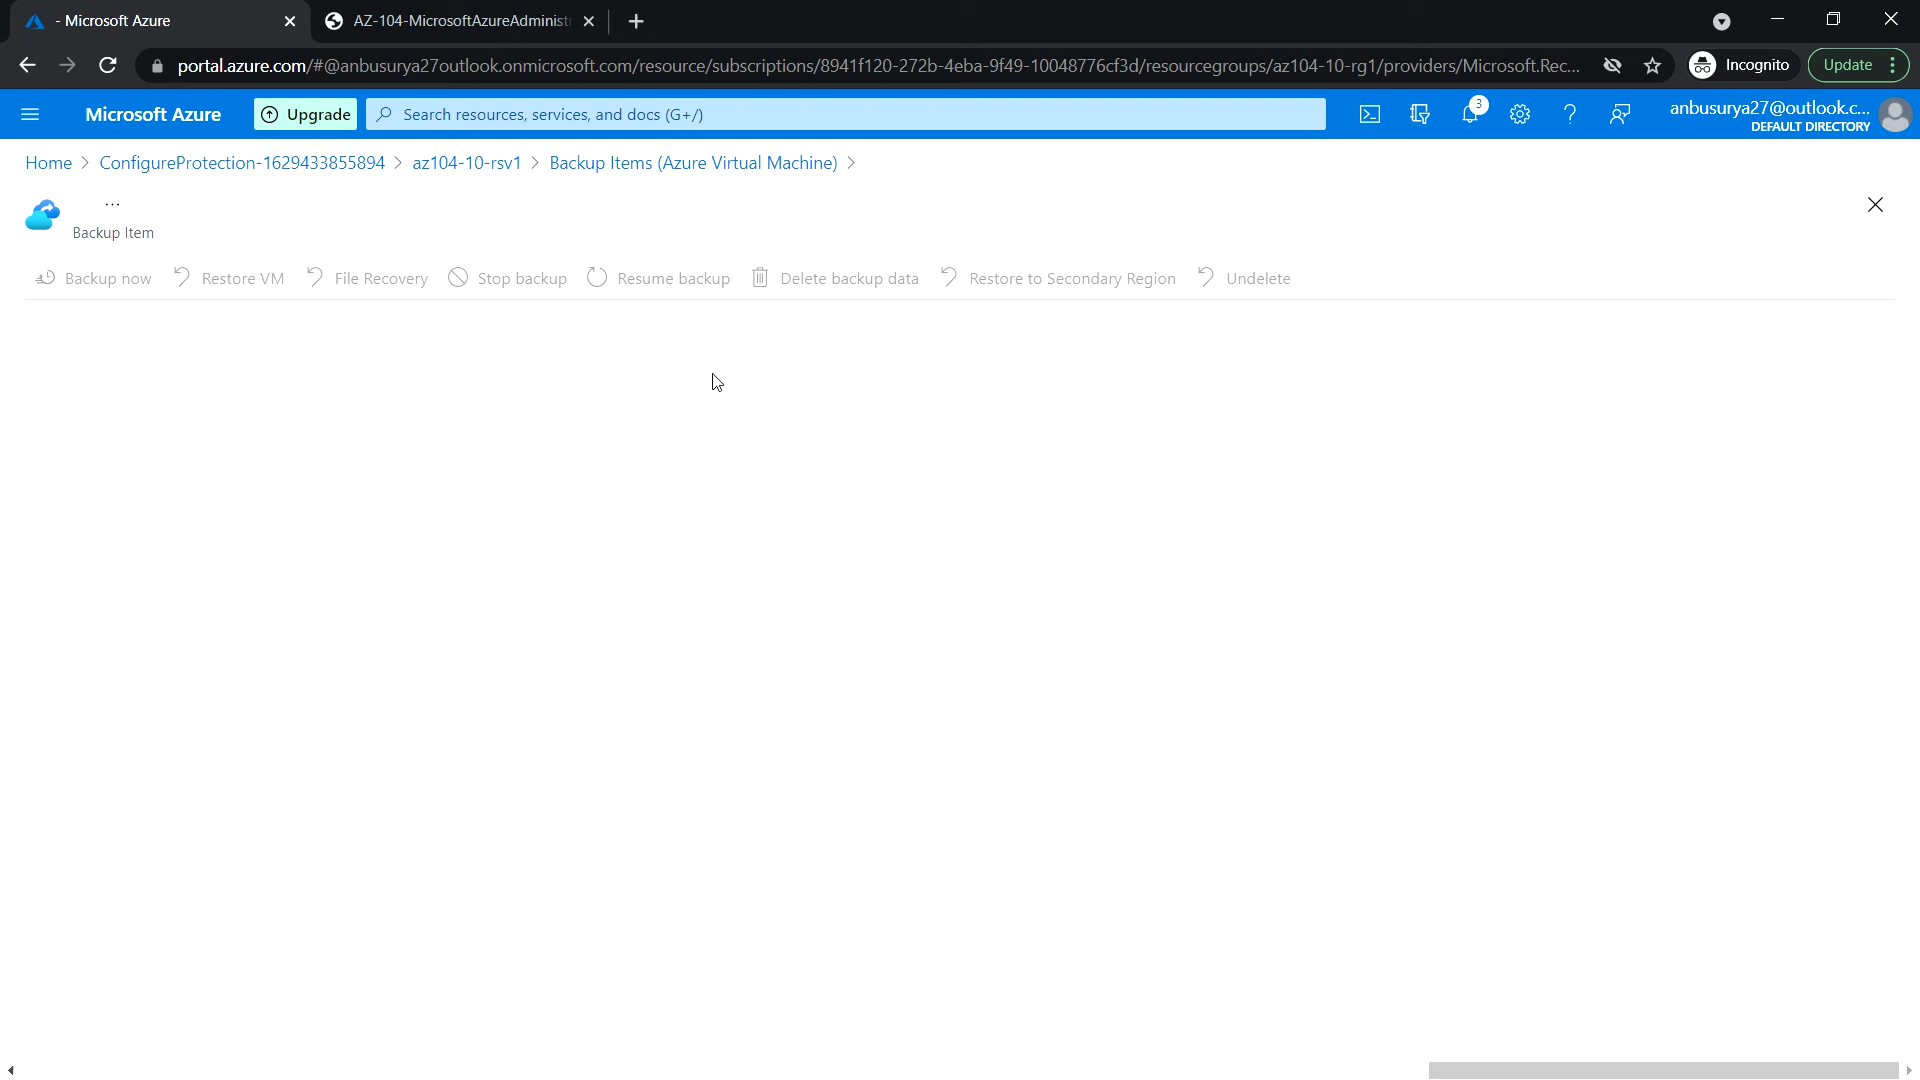 - Microsoft Azure
AZ-104-MicrosoftAzureAdministr
portal.azure.com/#@anbusurya27outlook.onmicrosoft.com/resource/subscriptions/8941f120-272b-4eba-9f49-10048776cf3d/resourcegroups/az104-10-rg1/providers/Microsoft.Rec...
Incognito
Update
Microsoft Azure
Upgrade
Search resources, services, and docs (G+/)
3
anbusurya27@outlook.c...
DEFAULT DIRECTORY
Home > ConfigureProtection-1629433855894 > az104-10-rsv1 > Backup Items (Azure Virtual Machine) >
...
Backup Item
Backup now Restore VM File Recovery Stop backup Resume backup Delete backup data Restore to Secondary Region Undelete